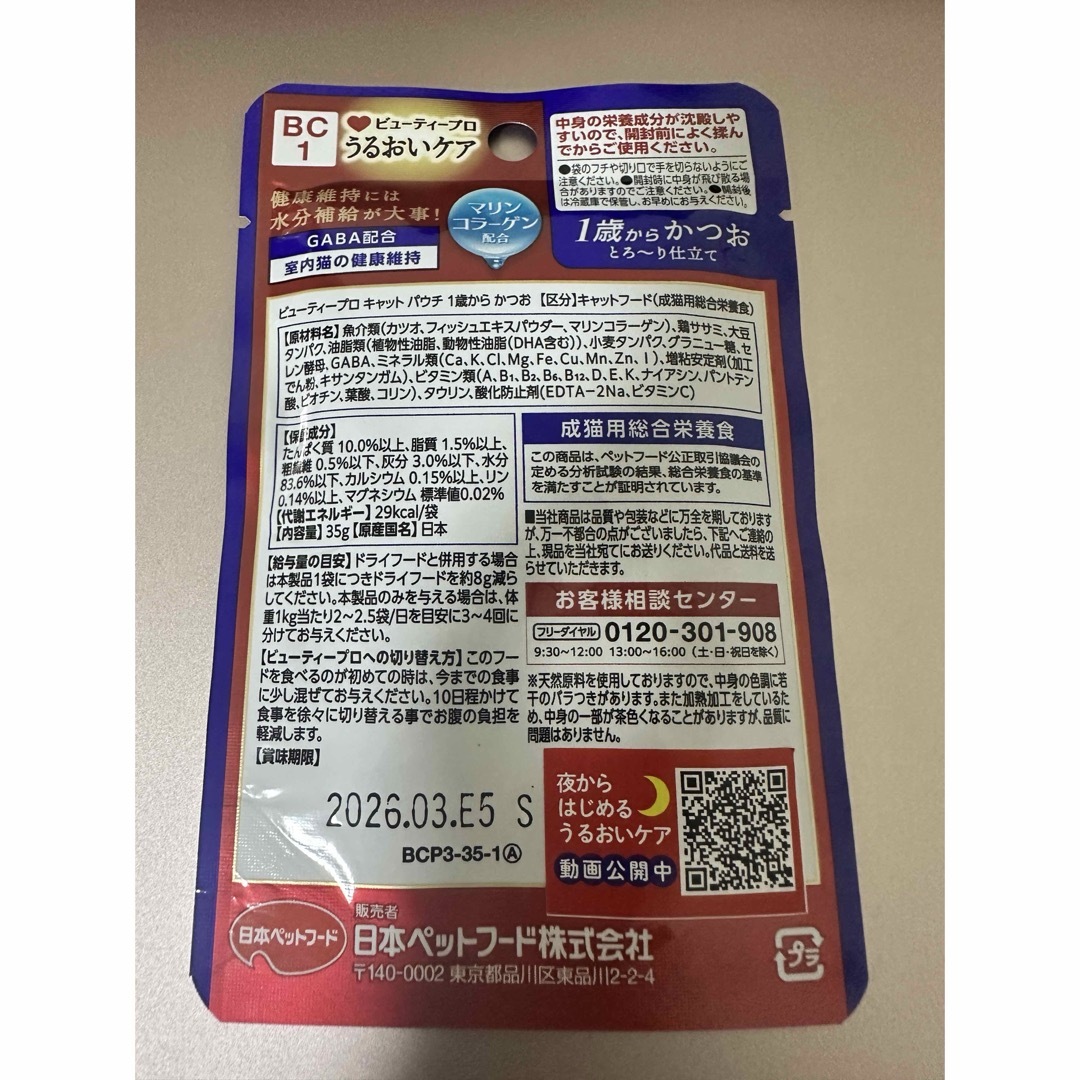 BC
1
ビューティープロ
うるおいケア
健康維持には
水分補給が大事!
GABA配合
室内猫の健康維持
マリン
コラーゲン
配合
中身の栄養成分が沈殿しや
すいので、開封前によく揉ん
でからご使用ください。
●袋のフチや切り口で手を切らないようにご
注意ください。●開封時に中身が飛び散る場
合がありますのでご注意ください。●開封後
は冷蔵庫で保管し、お早めにお与えください。
1歳からかつお
とろ〜り仕立て
ビューティープロ キャット パウチ 1歳から かつお 【区分】キャットフード(成猫用総合栄養食)
【原材料名】魚介類(カツオ、フィッシュエキスパウダー、マリンコラーゲン)、鶏ササミ、大豆
タンパク、油脂類(植物性油脂、動物性油脂(DHA含む))、小麦タンパク、グラニュー糖、セ
レン酵母、GABA、ミネラル類(Ca、K、Cl、Mg、Fe、Cu、Mn、Zn、I)、増粘安定剤(加工
でん粉、キサンタンガム)、ビタミン類(A、B₁、B₂、B₆、B₁₂、D、E、K、ナイアシン、パントテン
酸、ビオチン、葉酸、コリン)、タウリン、酸化防止剤(EDTA-2Na、ビタミンC)
【保証成分】
たんぱく質 10.0%以上、脂質 1.5%以上、
粗繊維 0.5%以下、灰分 3.0%以下、水分
83.6%以下、カルシウム 0.15%以上、リン
0.14%以上、マグネシウム 標準値0.02%
【代謝エネルギー】29kcal/袋
【内容量】35g【原産国名】日本
【給与量の目安】ドライフードと併用する場合
は本製品1袋につきドライフードを約8g減ら
してください。本製品のみを与える場合は、体
重1kg当たり2〜2.5袋/日を目安に3〜4回に
分けてお与えください。
【ビューティープロへの切り替え方】このフー
ドを食べるのが初めての時は、今までの食事
に少し混ぜてお与えください。10日程かけて
食事を徐々に切り替える事でお腹の負担を
軽減します。
【賞味期限】
2026.03.E5 S
BCP3-35-1Ⓐ
成猫用総合栄養食
この商品は、ペットフード公正取引協議会の
定める分析試験の結果、総合栄養食の基準
を満たすことが証明されています。
■当社商品は品質や包装などに万全を期しております
が、万一不都合の点がございましたら、下記へご連絡の
上、現品を当社宛てにお送りください。代品と送料を送
らせていただきます。
お客様相談センター
フリーダイヤル 0120-301-908
9:30〜12:00 13:00〜16:00 (土・日・祝日を除く)
※天然原料を使用しておりますので、中身の色調に若
干のバラつきがあります。また加熱加工をしているた
め、中身の一部が茶色くなることがありますが、品質に
問題はありません。
夜から
はじめる
うるおいケア
動画公開中
日本ペットフード
販売者
日本ペットフード株式会社
〒140-0002 東京都品川区東品川2-2-4
プラ